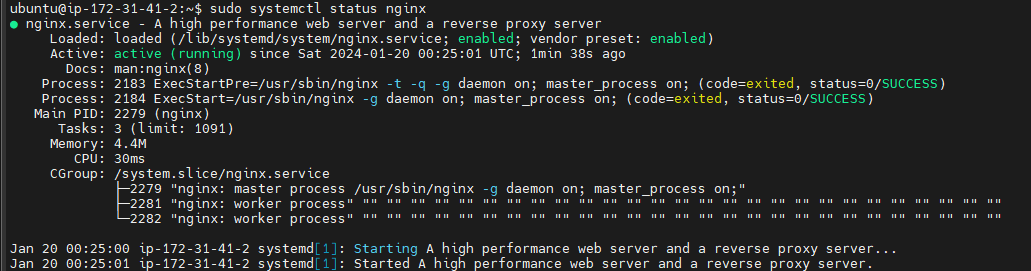 ubuntu@ip-172-31-41-2:~$ sudo systemctl status nginx
● nginx.service - A high performance web server and a reverse proxy server
     Loaded: loaded (/lib/systemd/system/nginx.service; enabled; vendor preset: enabled)
     Active: active (running) since Sat 2024-01-20 00:25:01 UTC; 1min 38s ago
       Docs: man:nginx(8)
    Process: 2183 ExecStartPre=/usr/sbin/nginx -t -q -g daemon on; master_process on; (code=exited, status=0/SUCCESS)
    Process: 2184 ExecStart=/usr/sbin/nginx -g daemon on; master_process on; (code=exited, status=0/SUCCESS)
   Main PID: 2279 (nginx)
      Tasks: 3 (limit: 1091)
     Memory: 4.4M
        CPU: 30ms
     CGroup: /system.slice/nginx.service
             ├─2279 "nginx: master process /usr/sbin/nginx -g daemon on; master_process on;"
             ├─2281 "nginx: worker process" "" "" "" "" "" "" "" "" "" "" "" "" "" "" "" "" "" "" "" "" "" "" "" "" "" "" ""
             └─2282 "nginx: worker process" "" "" "" "" "" "" "" "" "" "" "" "" "" "" "" "" "" "" "" "" "" "" "" "" "" "" ""

Jan 20 00:25:00 ip-172-31-41-2 systemd[1]: Starting A high performance web server and a reverse proxy server...
Jan 20 00:25:01 ip-172-31-41-2 systemd[1]: Started A high performance web server and a reverse proxy server.